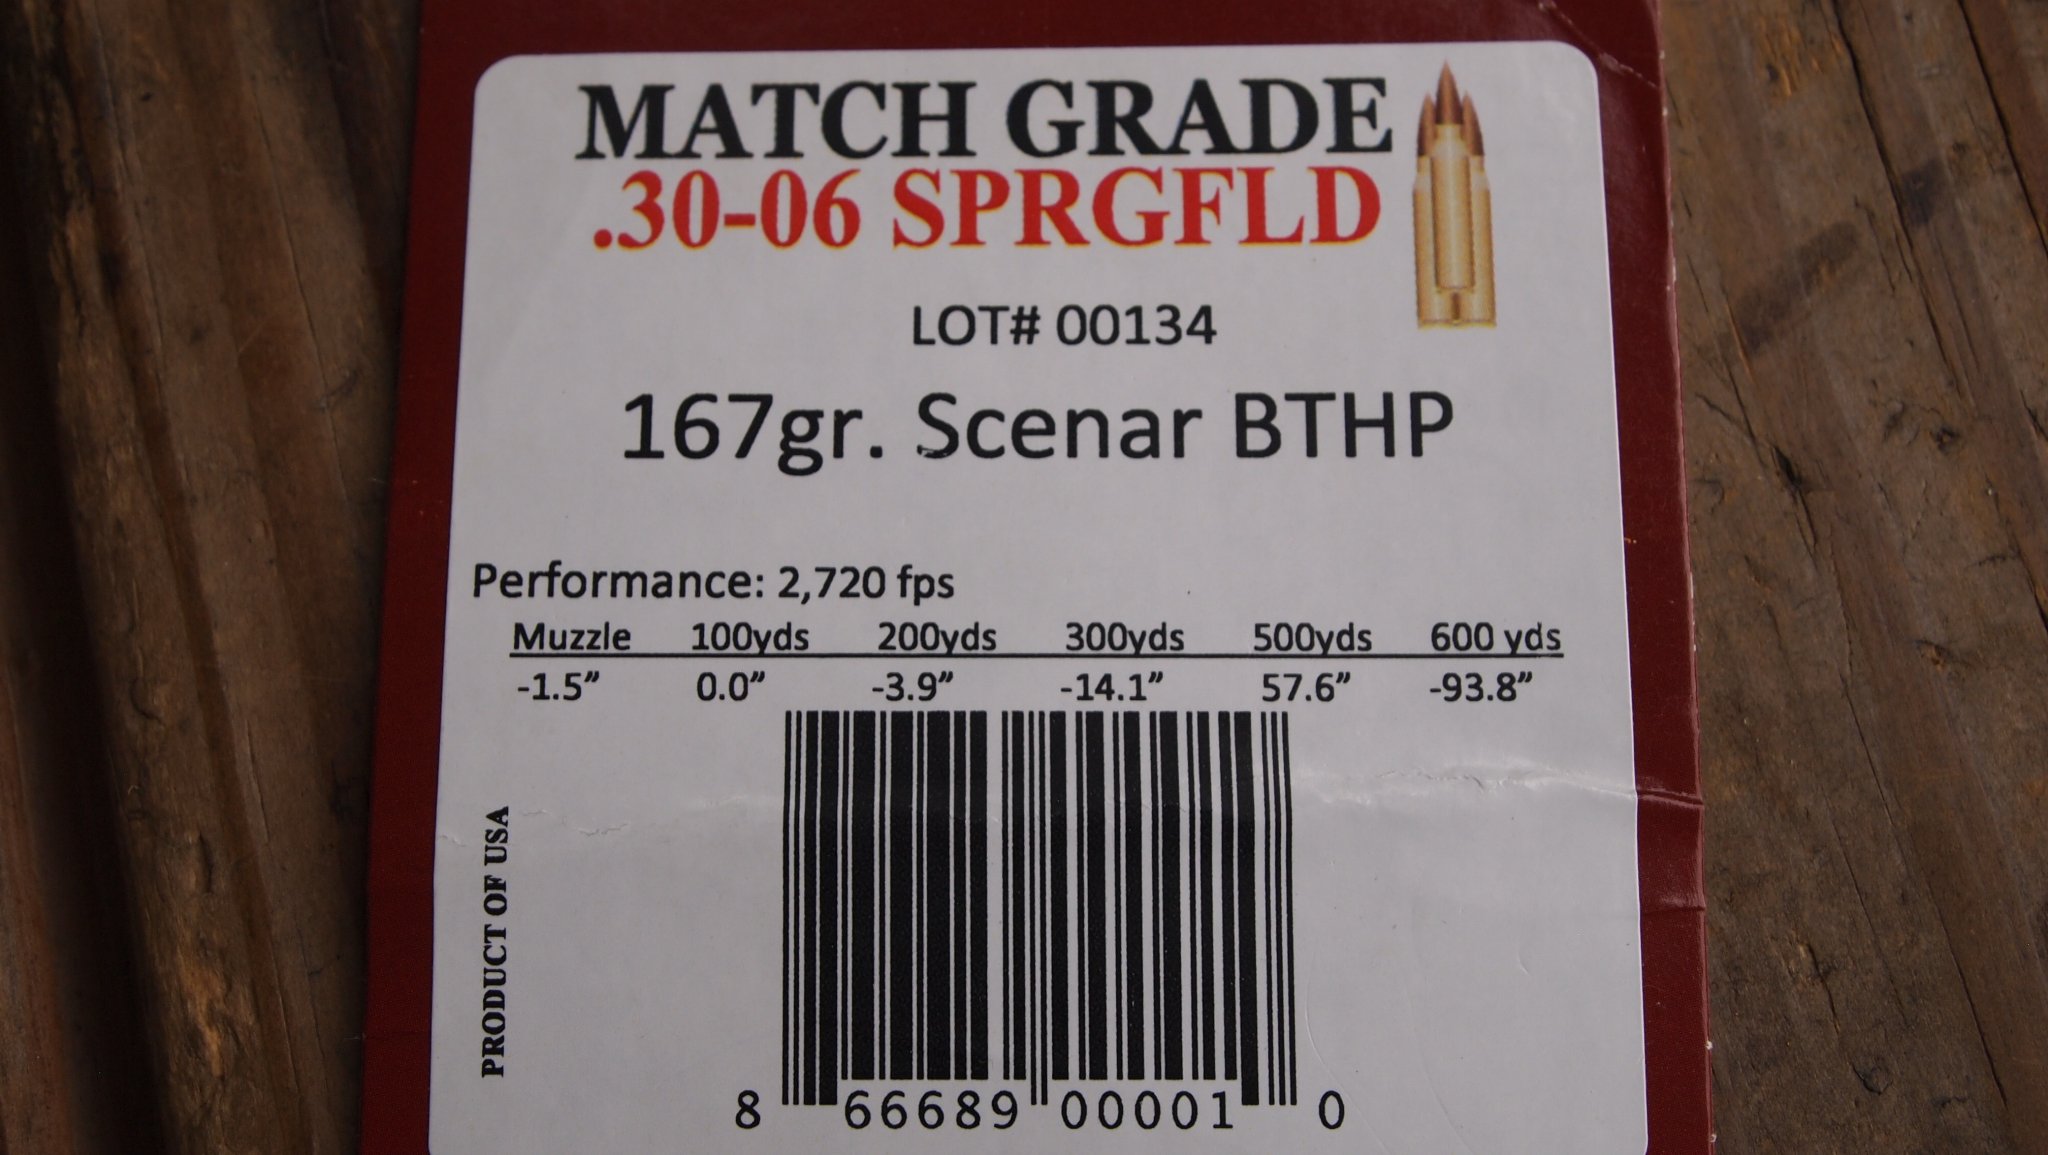 MATCH GRADE
.30-06 SPRGFLD
LOT# 00134
167gr. Scenar BTHP
Performance: 2,720 fps
Muzzle 100yds 200yds 300yds 500yds 600 yds
-1.5” 0.0” -3.9” -14.1” 57.6” -93.8”
PRODUCT OF USA
8 66689 00001 0